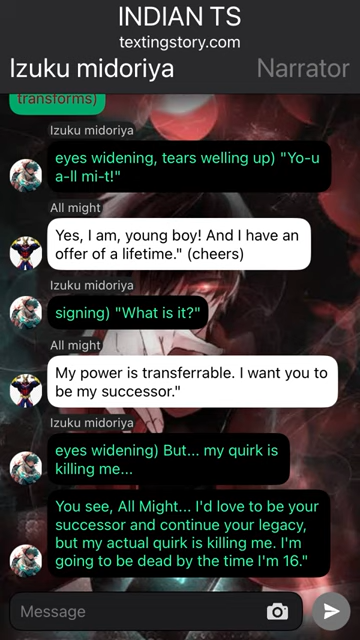 INDIAN TS
textingstory.com
Izuku midoriya
Narrator
transforms)
Izuku midoriya
eyes widening, tears welling up) "Yo-u
a-ll mi-t!"
All might
Yes, I am, young boy! And I have an
offer of a lifetime." (cheers)
Izuku midoriya
signing) "What is it?"
All might
My power is transferrable. I want you to
be my successor."
Izuku midoriya
eyes widening) But... my quirk is
killing me...
You see, All Might... I'd love to be your
successor and continue your legacy,
but my actual quirk is killing me. I'm
going to be dead by the time I'm 16."
Message